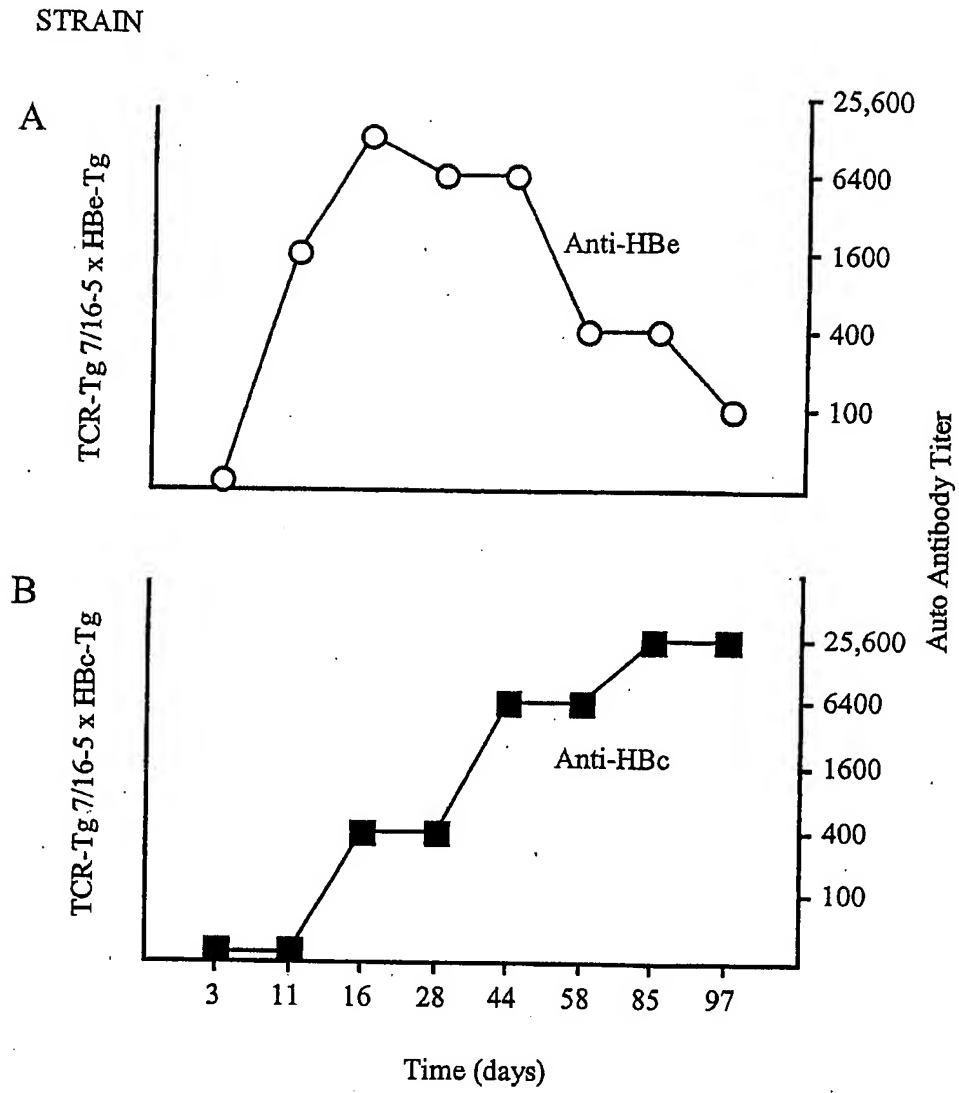 STRAIN
A
TCR-Tg 7/16-5 x HBe-Tg
Anti-HBe
25,600
6400
1600
400
100
Auto Antibody Titer
B
TCR-Tg 7/16-5 x HBc-Tg
Anti-HBc
25,600
6400
1600
400
100
3 11 16 28 44 58 85 97
Time (days)